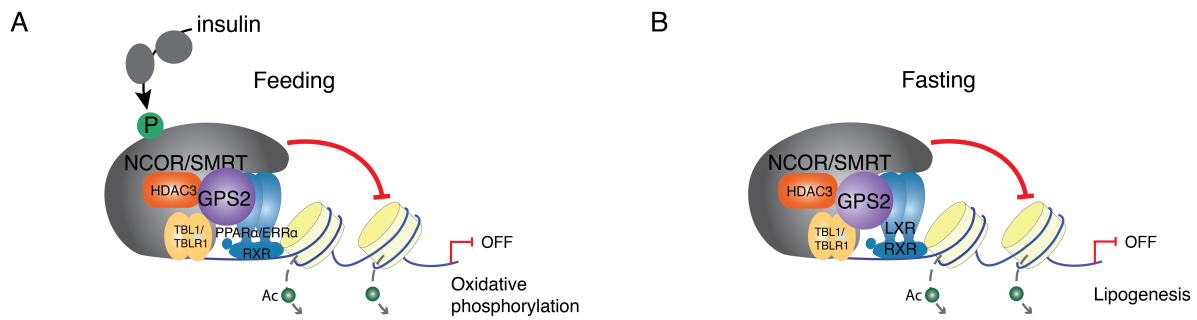 A
insulin
Feeding
P
NCOR/SMRT
HDAC3
GPS2
TBL1/
TBLR1
PPARα/ERRα
RXR
OFF
Ac
Oxidative
phosphorylation
B
Fasting
NCOR/SMRT
HDAC3
GPS2
TBL1/
TBLR1
LXR
RXR
OFF
Ac
Lipogenesis